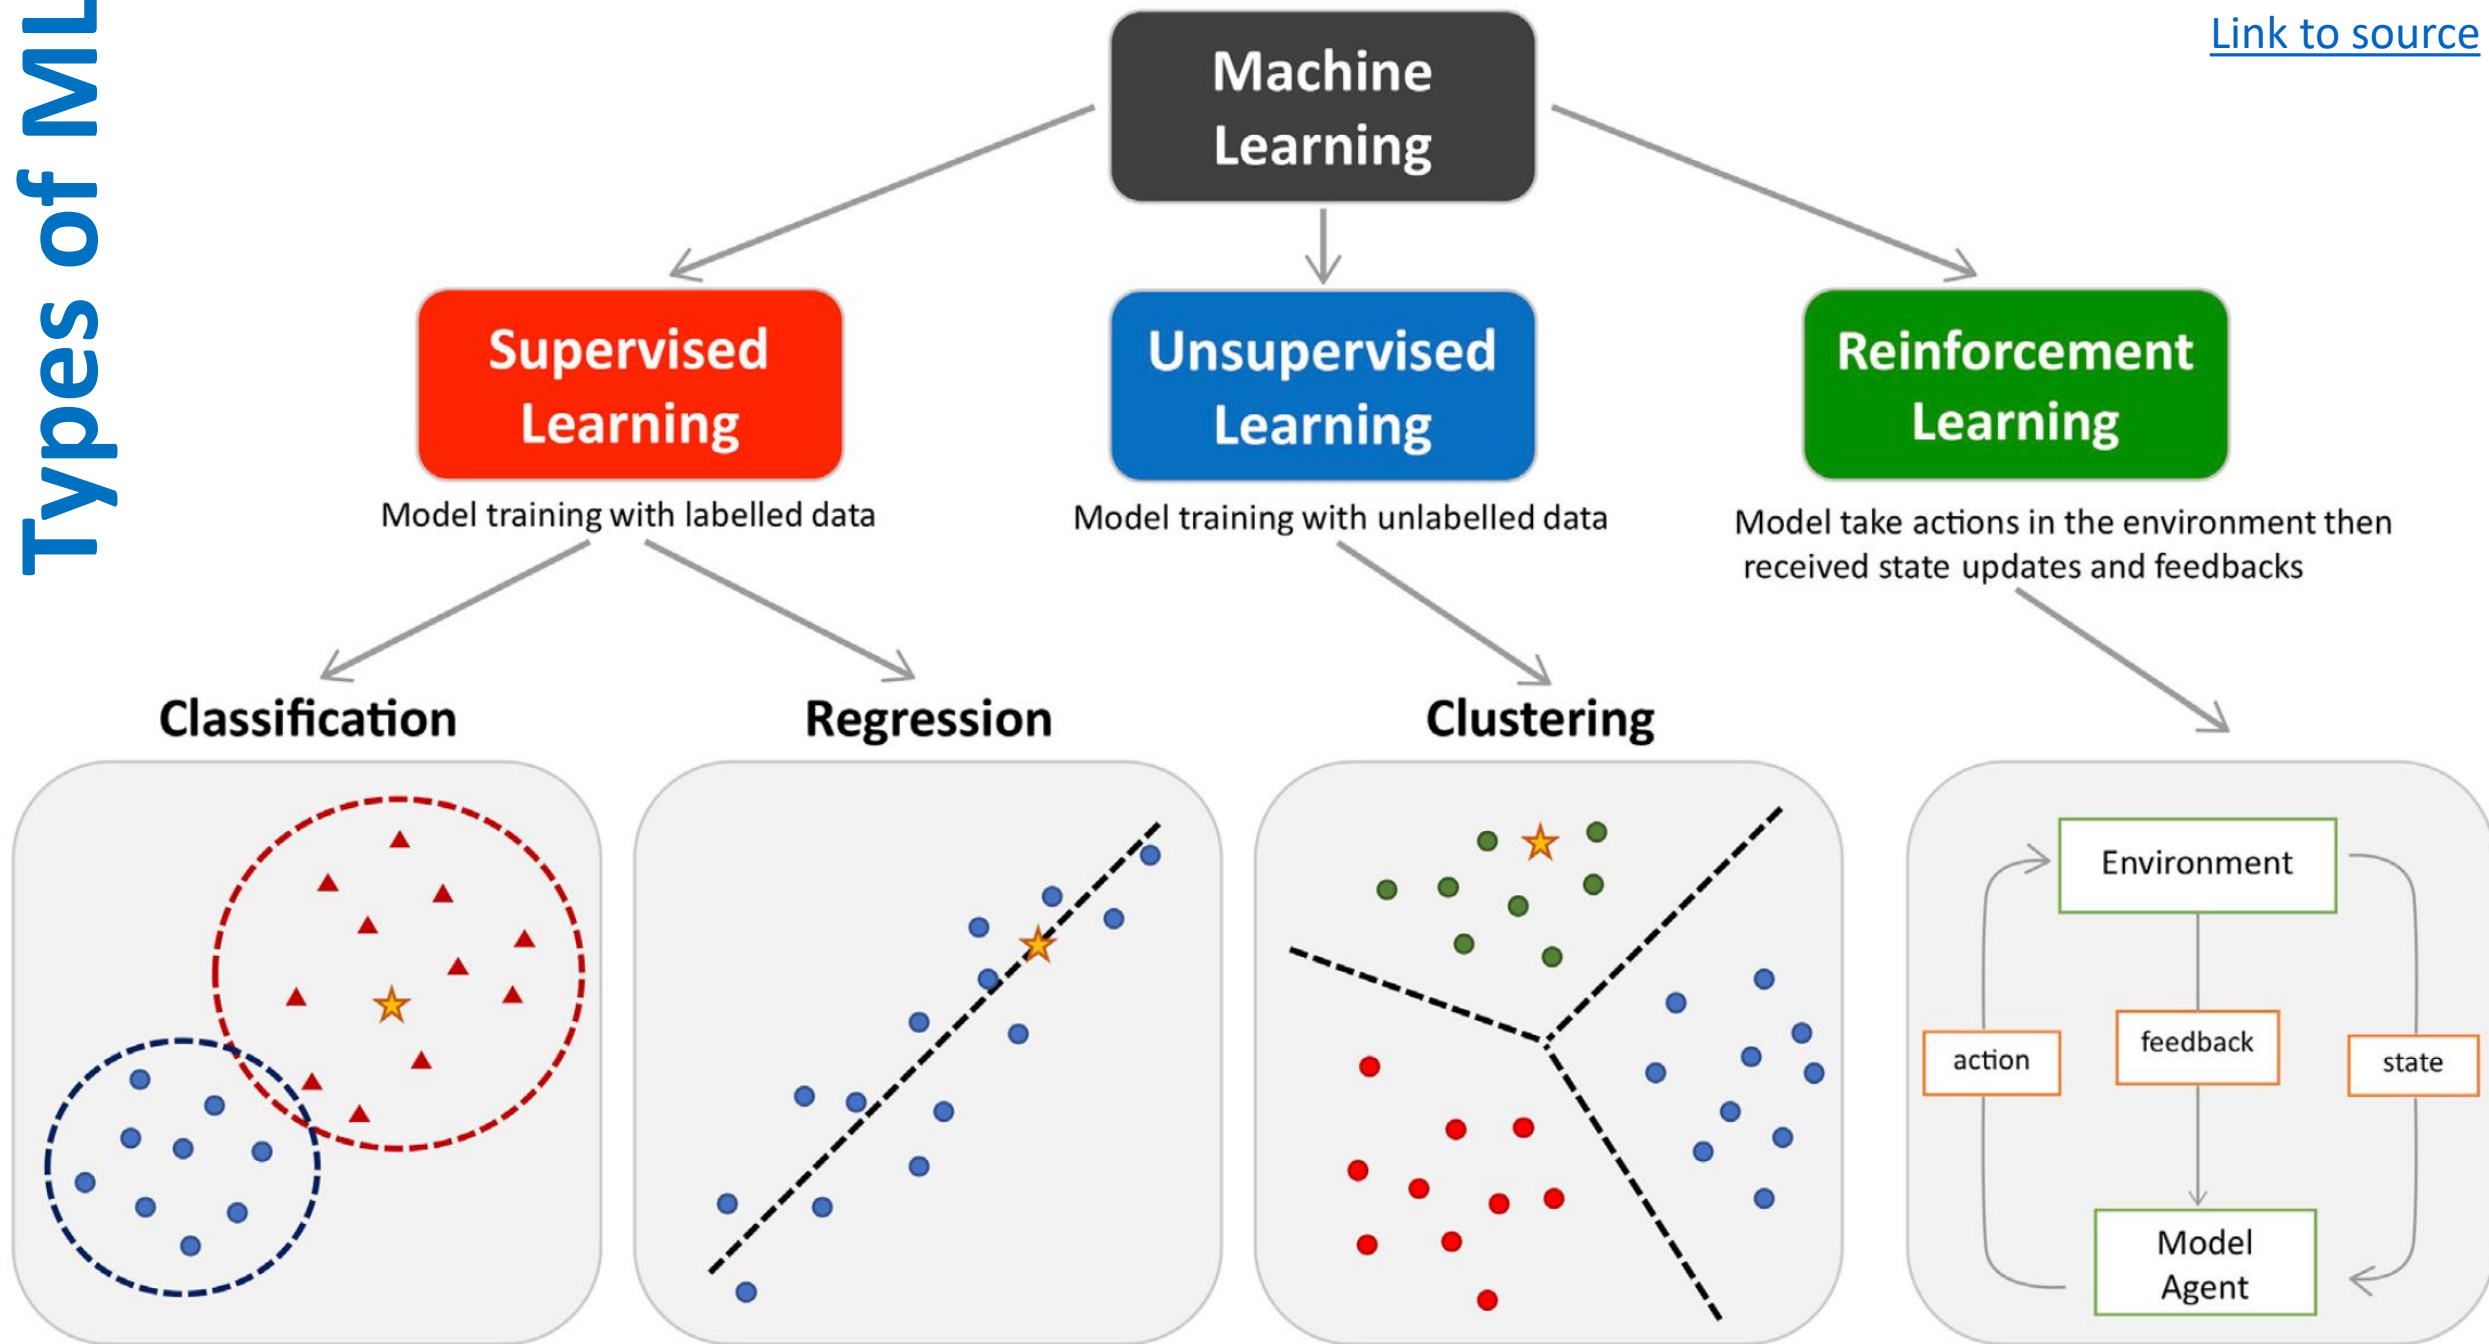 Types of ML
Link to source
Machine
Learning
Supervised
Learning
Unsupervised
Learning
Reinforcement
Learning
Model training with labelled data
Model training with unlabelled data
Model take actions in the environment then
received state updates and feedbacks
Classification
Regression
Clustering
Environment
action
feedback
state
Model
Agent